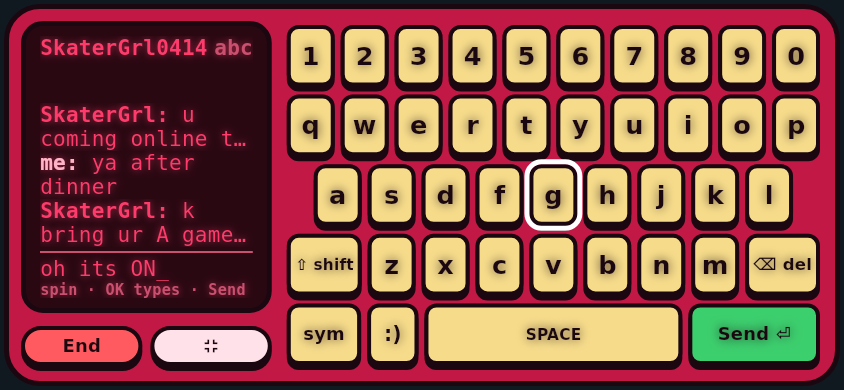 SkaterGrl0414 abc
SkaterGrl: u
coming online t…
me: ya after
dinner
SkaterGrl: k
bring ur A game…
oh its ON_
spin · OK types · Send
End
1 2 3 4 5 6 7 8 9 0
q w e r t y u i o p
a s d f g h j k l
⇧ shift z x c v b n m ⌫ del
sym :) SPACE Send ⏎